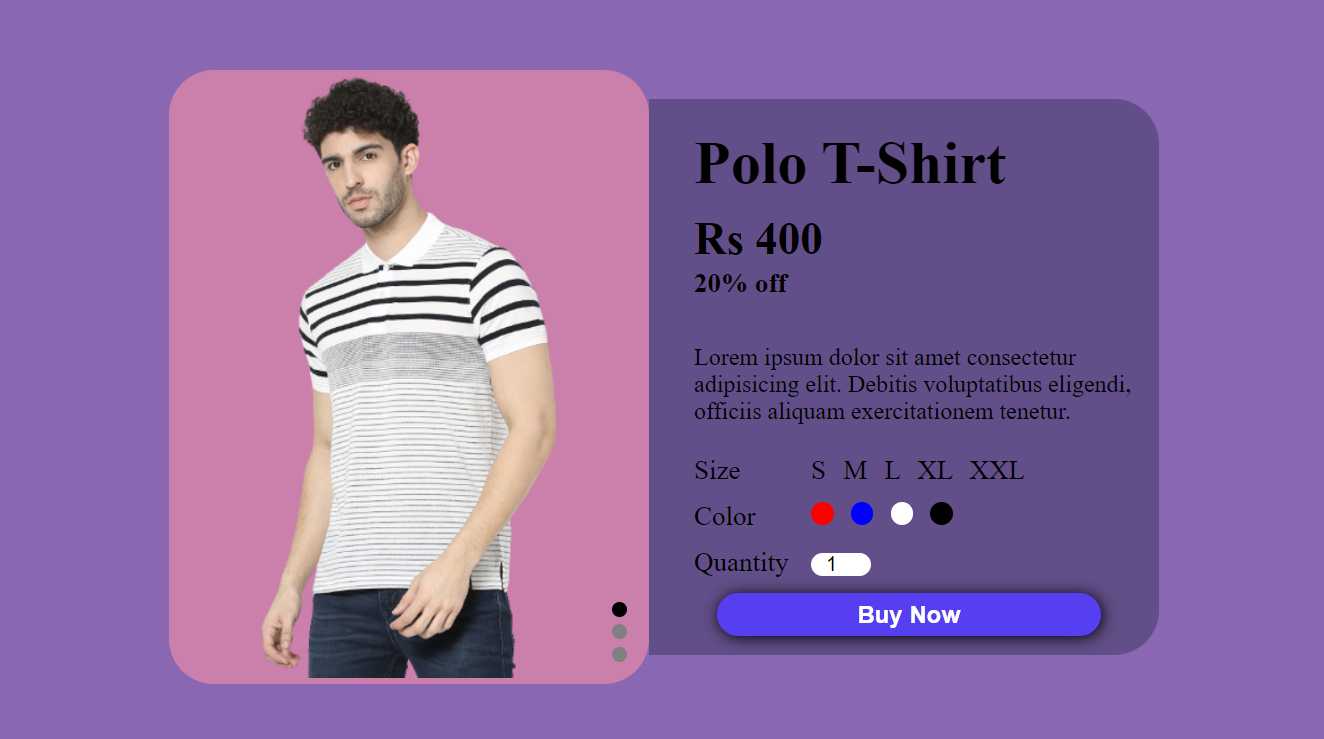 Polo T-Shirt
Rs 400
20% off
Lorem ipsum dolor sit amet consectetur
adipisicing elit. Debitis voluptatibus eligendi,
officiis aliquam exercitationem tenetur.
Size S M L XL XXL
Color
Quantity 1
Buy Now